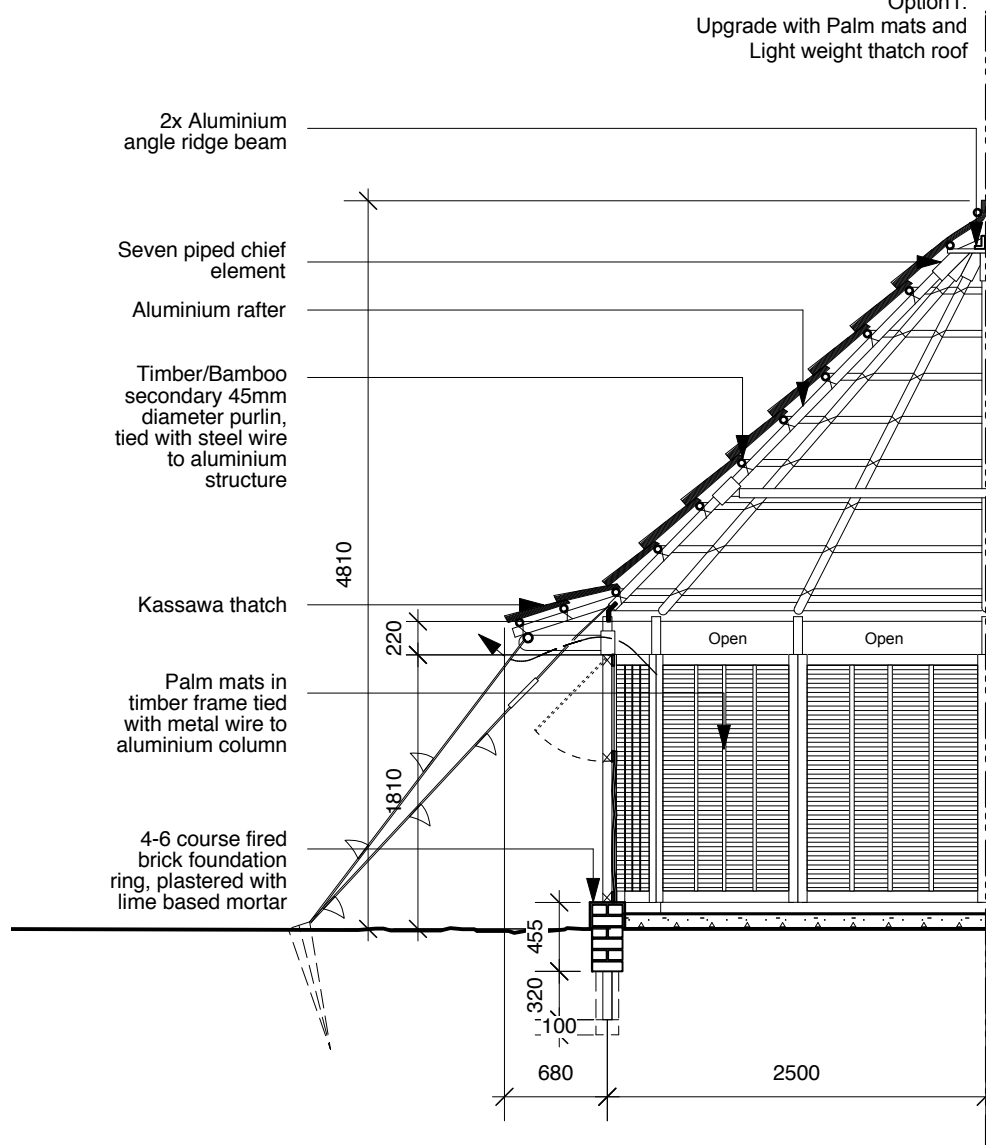 Option1:
Upgrade with Palm mats and
Light weight thatch roof
2x Aluminium
angle ridge beam
Seven piped chief
element
Aluminium rafter
Timber/Bamboo
secondary 45mm
diameter purlin,
tied with steel wire
to aluminium
structure
4810
Kassawa thatch
220
Open
Open
Palm mats in
timber frame tied
with metal wire to
aluminium column
1810
4-6 course fired
brick foundation
ring, plastered with
lime based mortar
455
320
100
680
2500